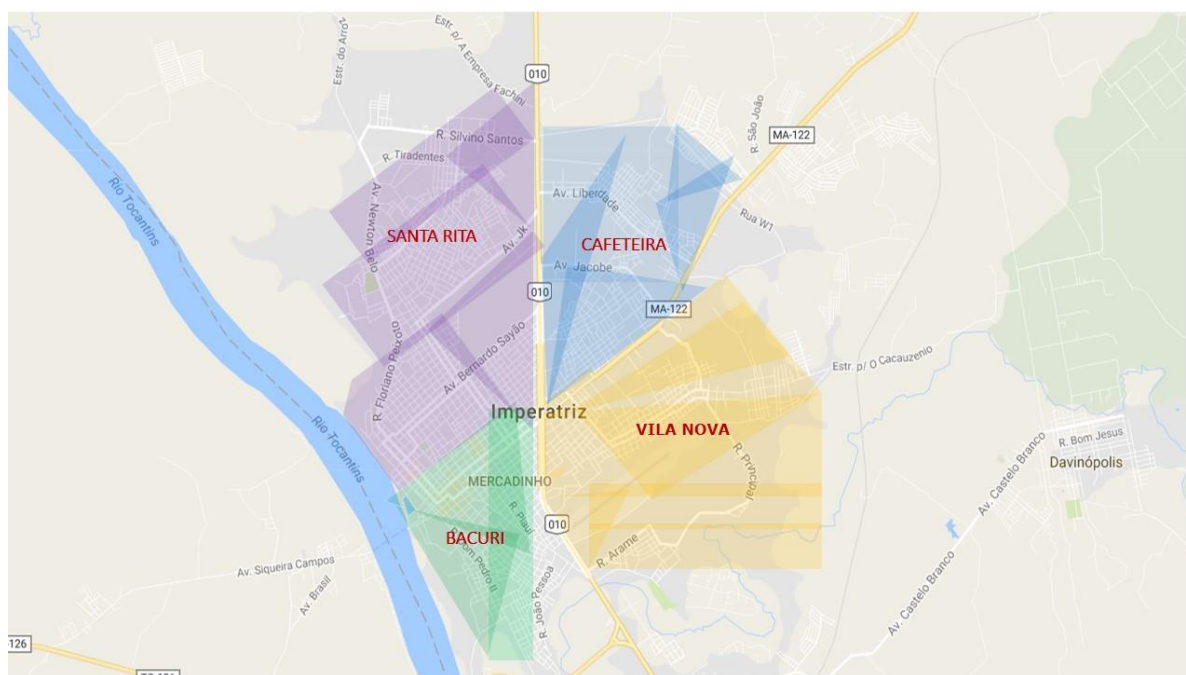 Estr. do Arro
Estr. p/ A Empresa Fachini
010
R. Silvino Santos
R. Tiradentes
MA-122
R. São João
Rio Tocantins
Av. Newton Belo
Av. Liberdade
Rua W1
SANTA RITA
Av. Jk
CAFETEIRA
Av. Jacobe
010
MA-122
R. Floriano Peixoto
Av. Bernardo Sayão
Estr. p/ O Cacauzenio
Imperatriz
VILA NOVA
R. Principal
R. Bom Jesus
Davinópolis
Av. Castelo Branco
Rio Tocantins
MERCADINHO
R. Piauí
010
BACURI
R. Dom Pedro II
R. Arame
Av. Siqueira Campos
Av. Brasil
R. João Pessoa
Av. Castelo Branco
-126